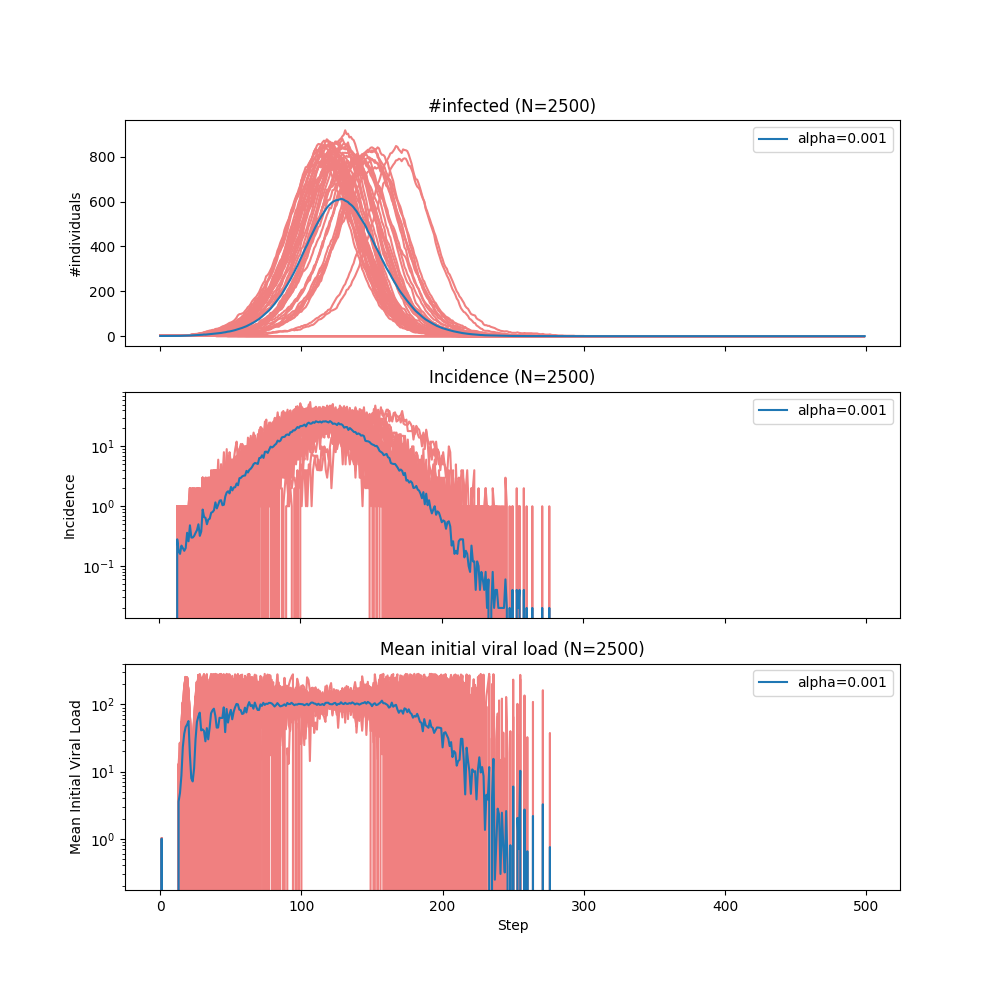 #infected (N=2500)
#individuals
800
600
400
200
0
alpha=0.001
Incidence (N=2500)
Incidence
10¹
10⁰
10⁻¹
alpha=0.001
Mean initial viral load (N=2500)
Mean Initial Viral Load
10²
10¹
10⁰
alpha=0.001
0 100 200 300 400 500
Step